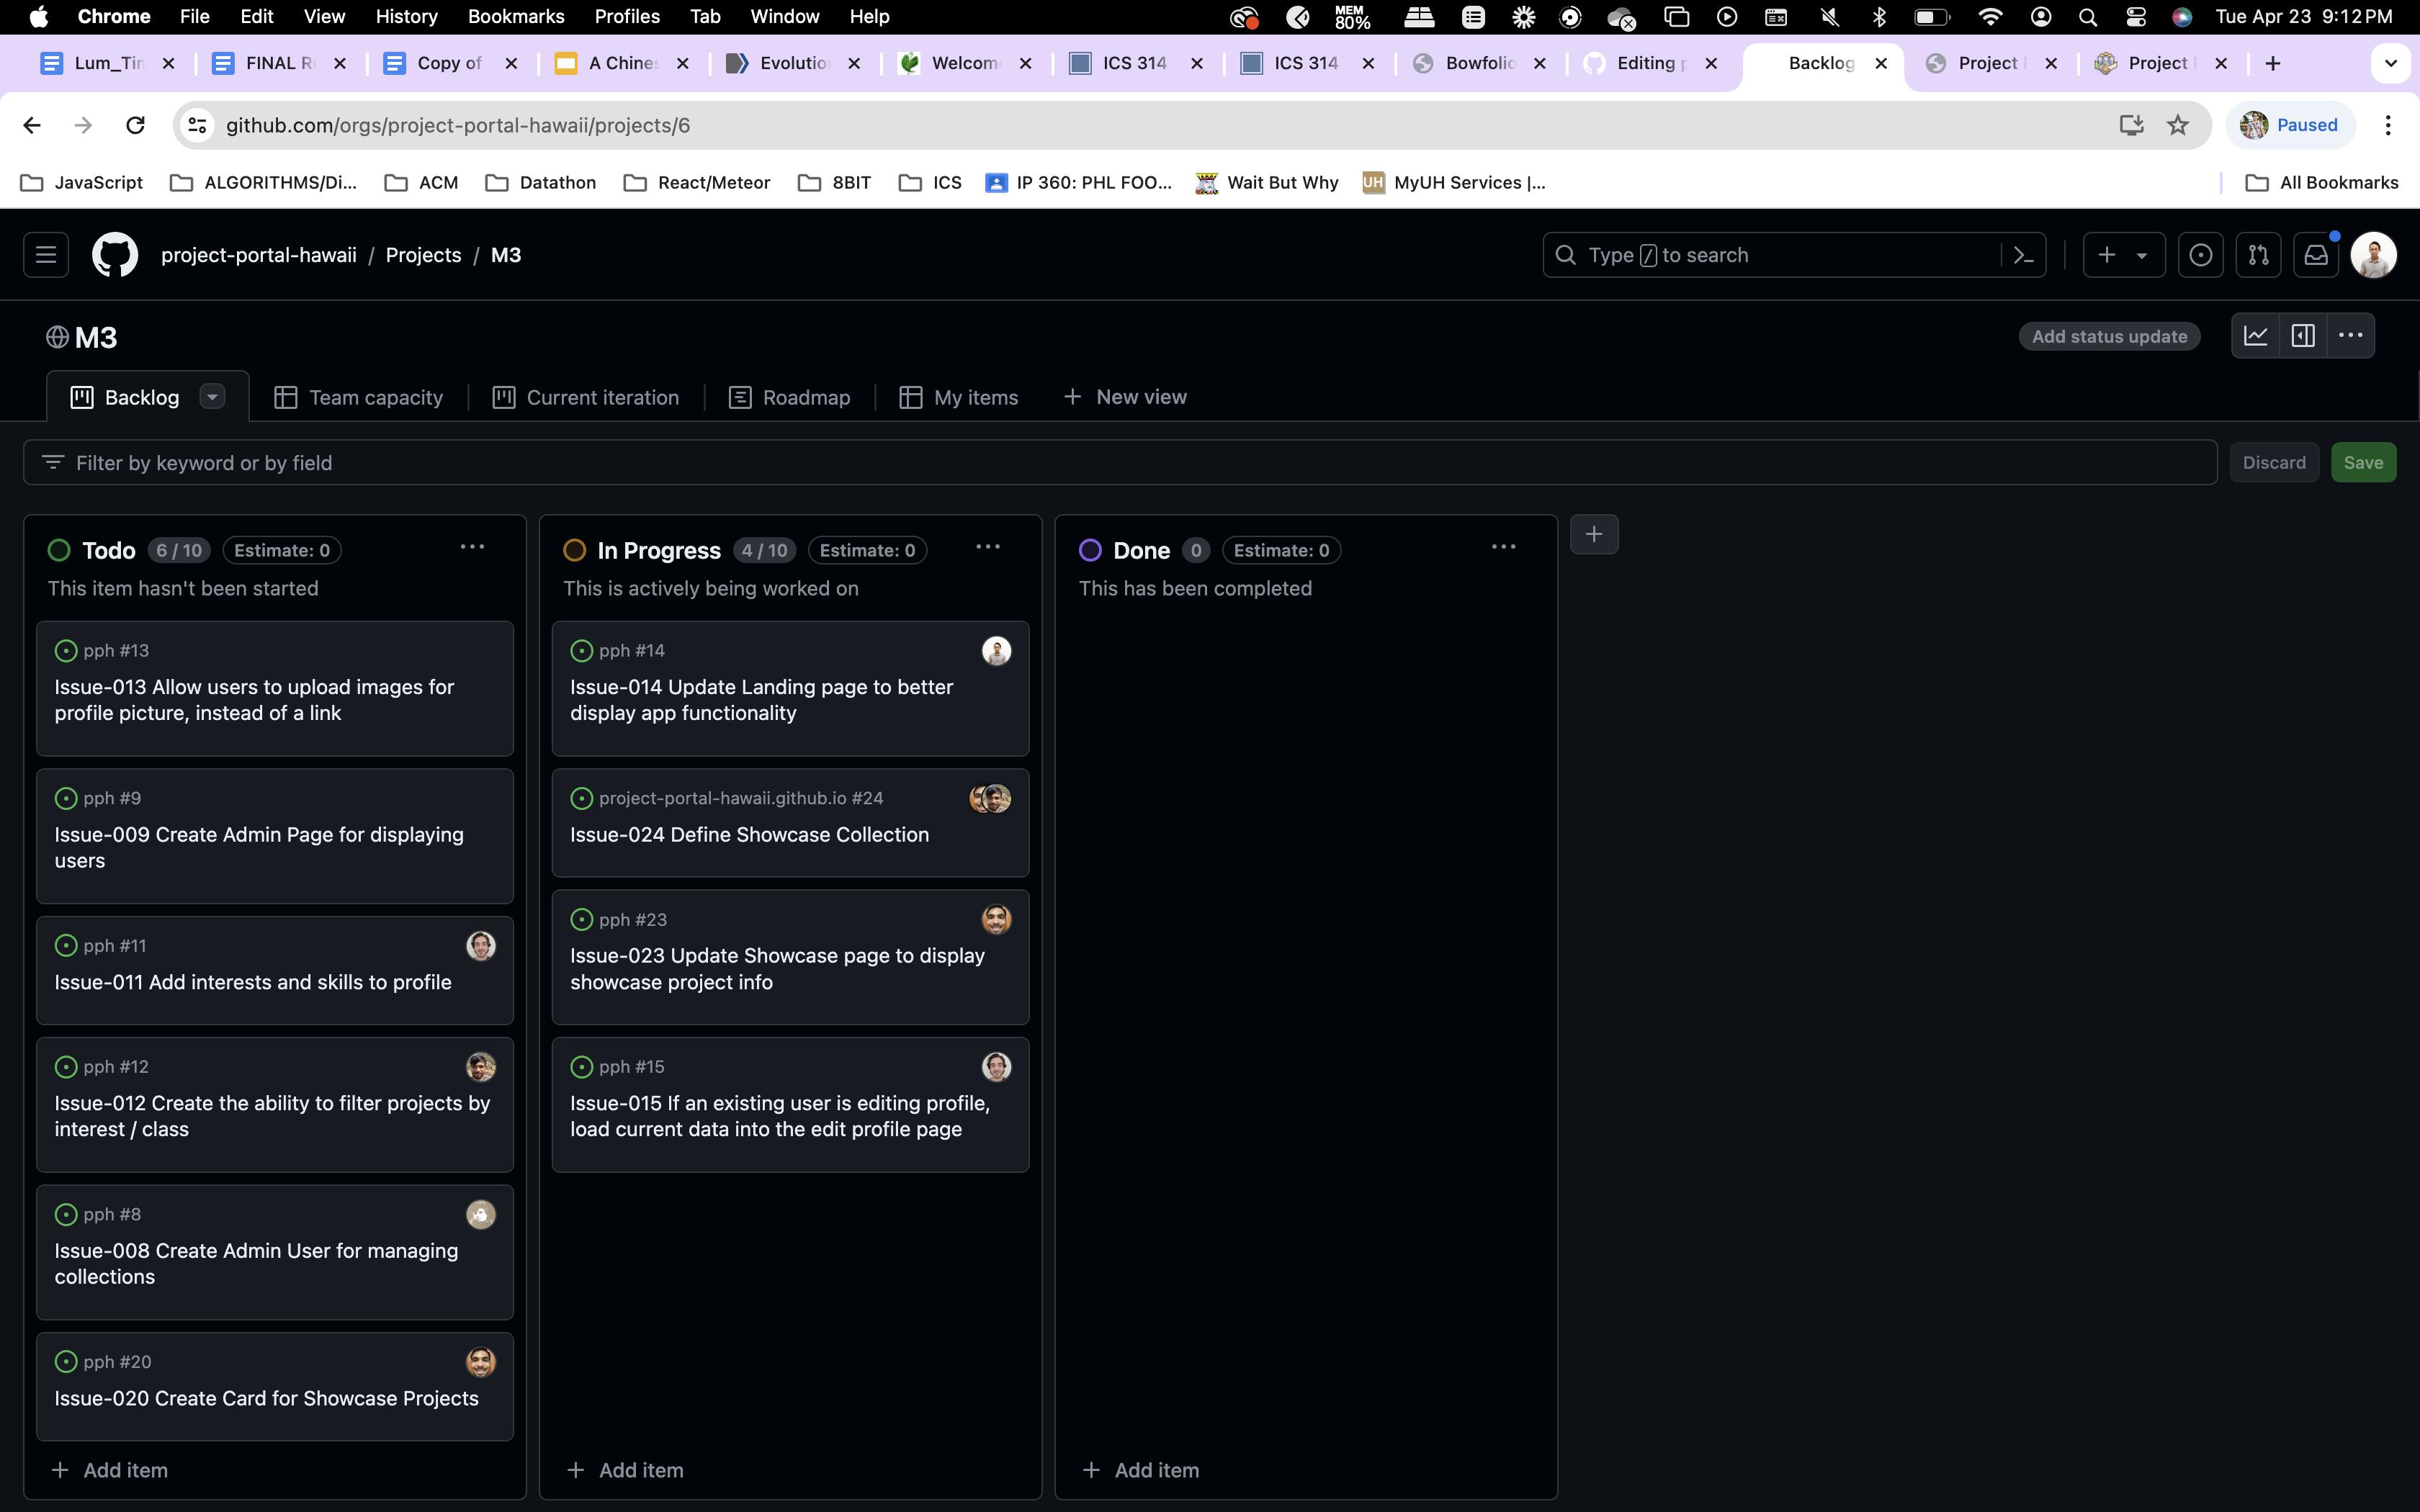 Chrome File Edit View History Bookmarks Profiles Tab Window Help MEM 80% Tue Apr 23 9:12 PM
Lum_Tin FINAL R Copy of A Chines Evolutio Welcom ICS 314 ICS 314 Bowfolio Editing p Backlog Project Project
github.com/orgs/project-portal-hawaii/projects/6 Paused
JavaScript ALGORITHMS/Di... ACM Datathon React/Meteor 8BIT ICS IP 360: PHL FOO... Wait But Why UH MyUH Services |... All Bookmarks
project-portal-hawaii / Projects / M3 Type / to search
M3 Add status update
Backlog Team capacity Current iteration Roadmap My items New view
Filter by keyword or by field Discard Save
Todo 6 / 10 Estimate: 0
This item hasn't been started
pph #13
Issue-013 Allow users to upload images for
profile picture, instead of a link
pph #9
Issue-009 Create Admin Page for displaying
users
pph #11
Issue-011 Add interests and skills to profile
pph #12
Issue-012 Create the ability to filter projects by
interest / class
pph #8
Issue-008 Create Admin User for managing
collections
pph #20
Issue-020 Create Card for Showcase Projects
Add item
In Progress 4 / 10 Estimate: 0
This is actively being worked on
pph #14
Issue-014 Update Landing page to better
display app functionality
project-portal-hawaii.github.io #24
Issue-024 Define Showcase Collection
pph #23
Issue-023 Update Showcase page to display
showcase project info
pph #15
Issue-015 If an existing user is editing profile,
load current data into the edit profile page
Add item
Done 0 Estimate: 0
This has been completed
Add item